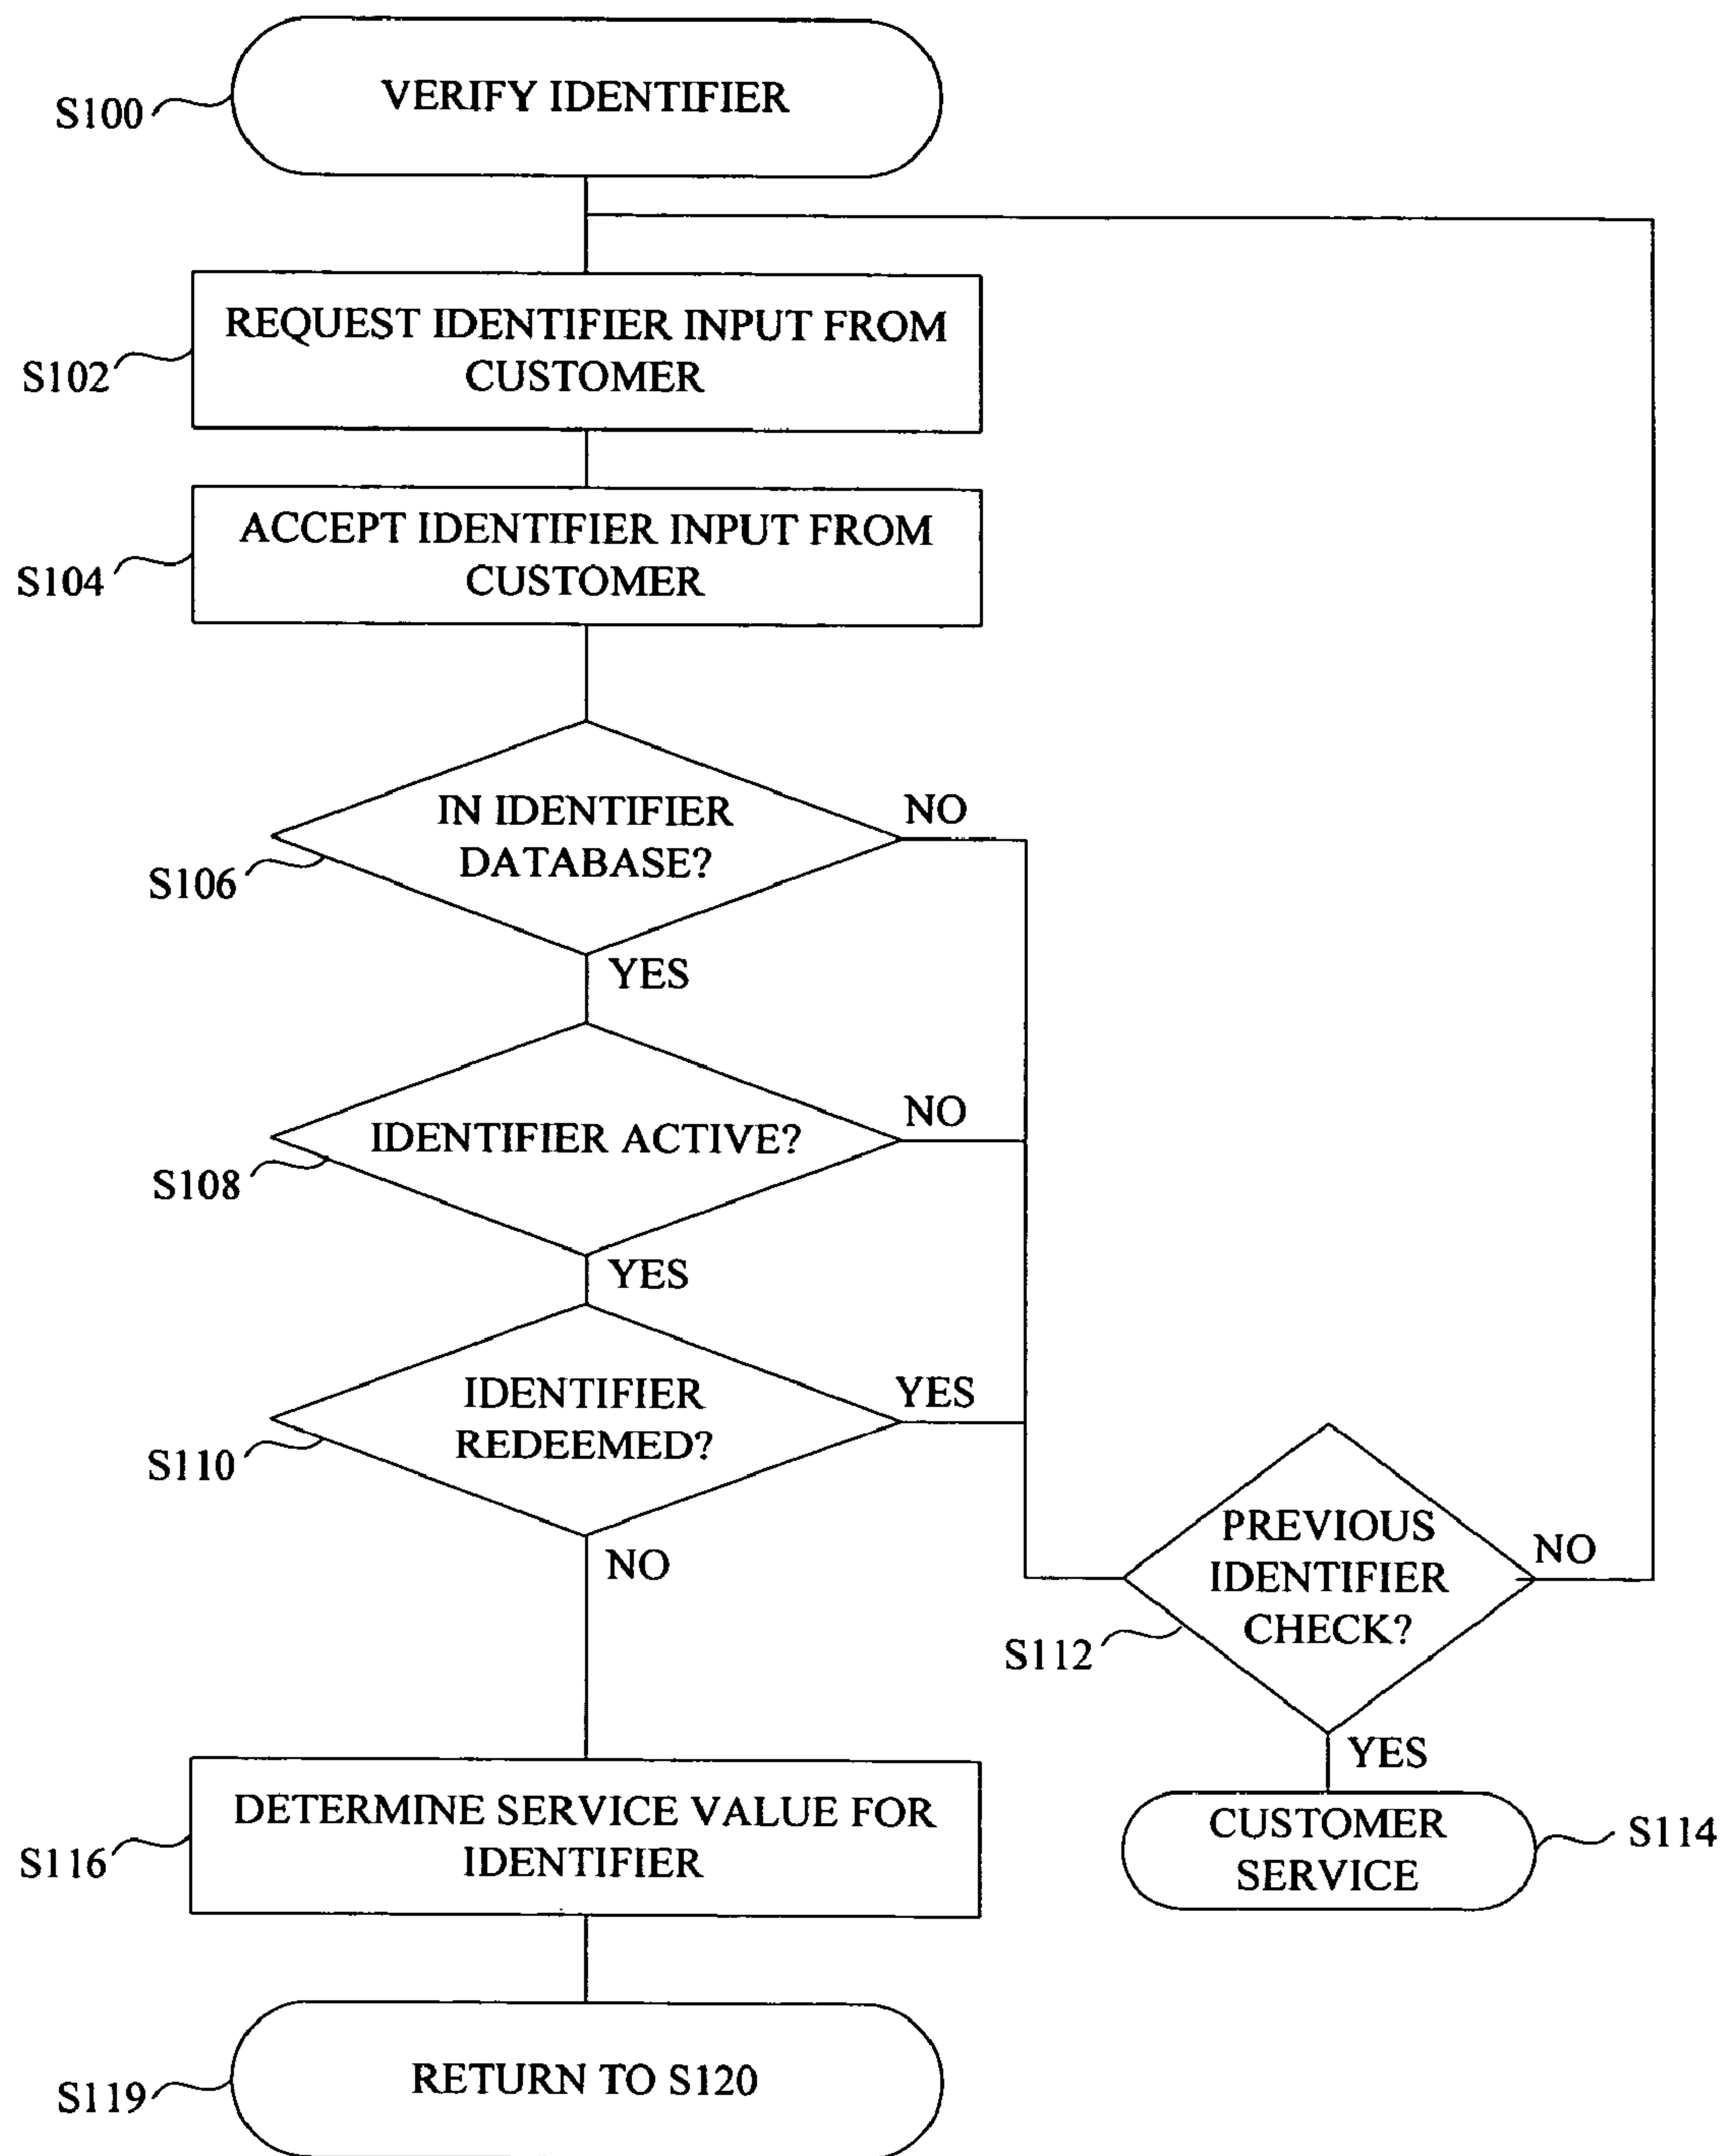 VERIFY IDENTIFIER
S100
REQUEST IDENTIFIER INPUT FROM
CUSTOMER
S102
ACCEPT IDENTIFIER INPUT FROM
CUSTOMER
S104
IN IDENTIFIER
DATABASE?
NO
S106
YES
IDENTIFIER ACTIVE?
NO
S108
YES
IDENTIFIER
REDEEMED?
YES
S110
NO
PREVIOUS
IDENTIFIER
CHECK?
NO
S112
YES
CUSTOMER
SERVICE
S114
DETERMINE SERVICE VALUE FOR
IDENTIFIER
S116
RETURN TO S120
S119